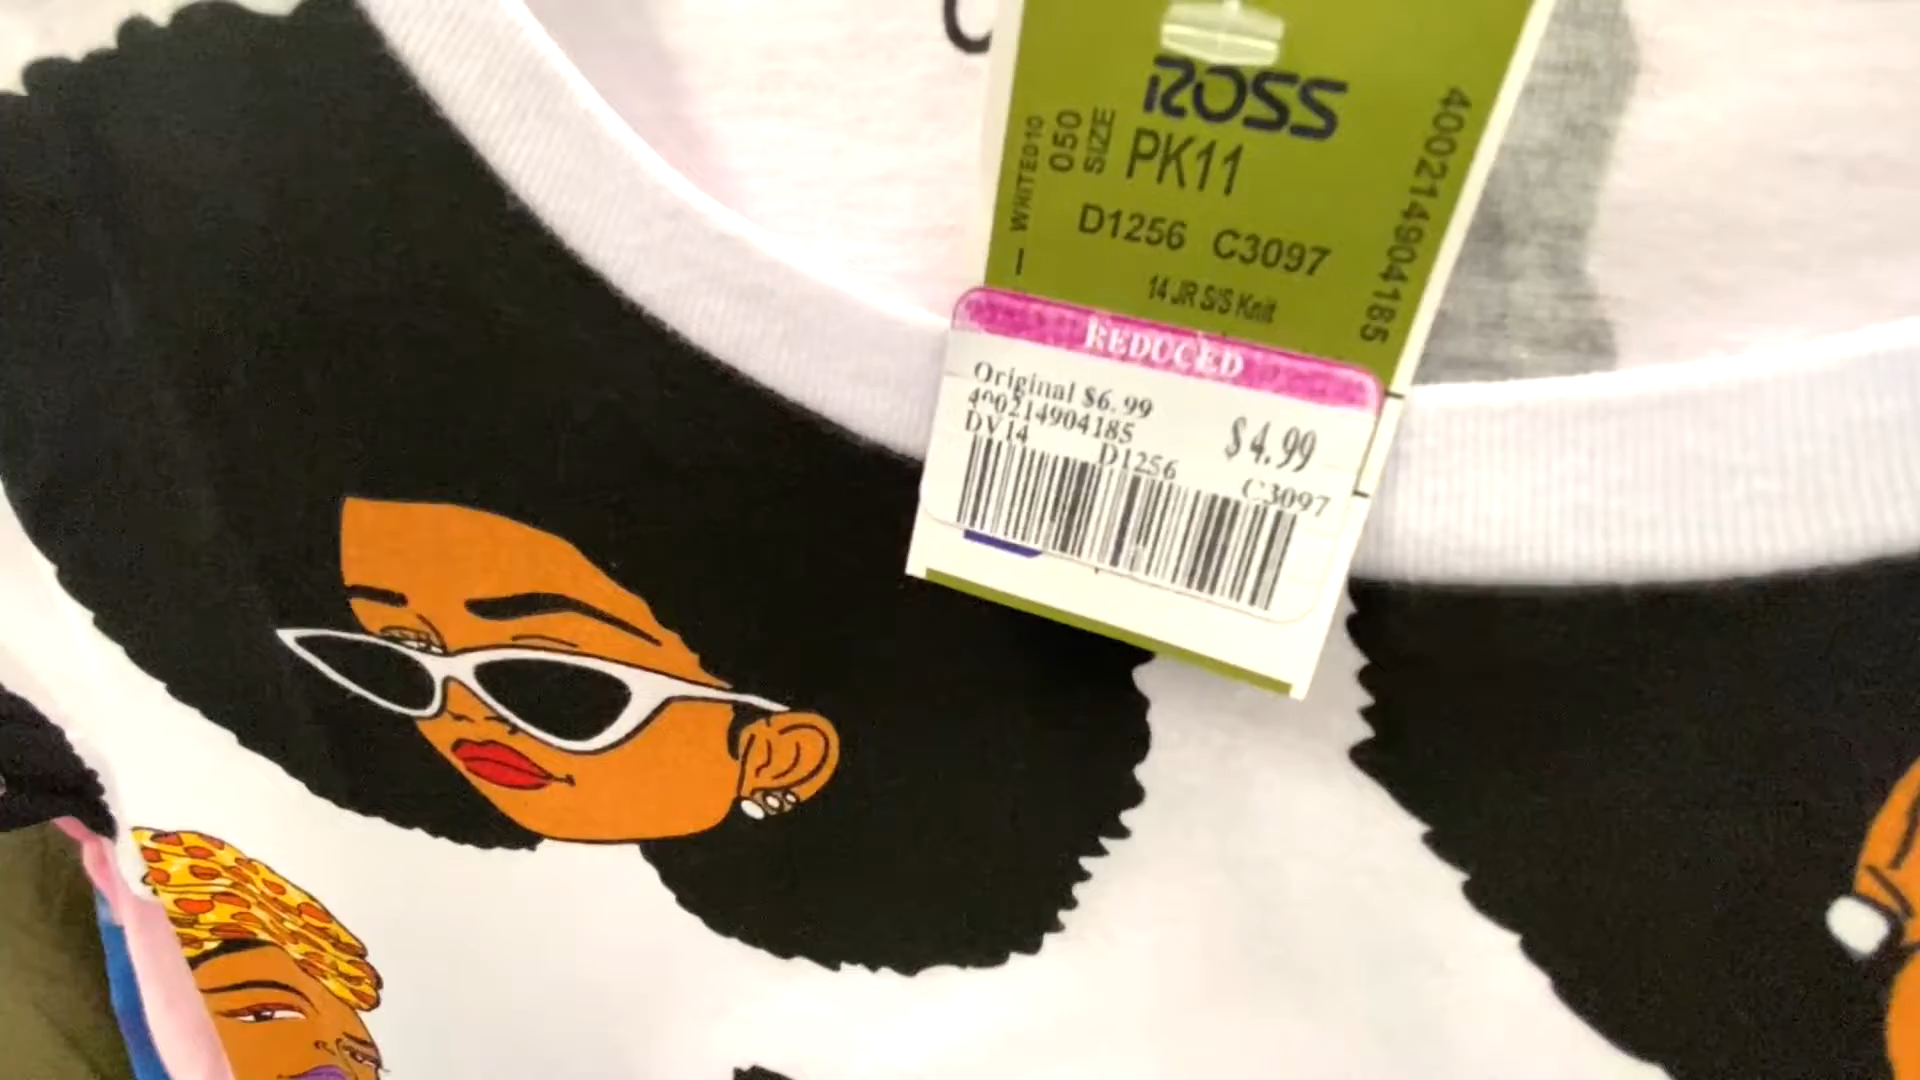 ROSS
WHITED10
050
SIZE
PK11
D1256 C3097
14 JR S/S Knit
400214904185
REDUCED
Original $6.99
400214904185
$4.99
DV14
D1256
C3097